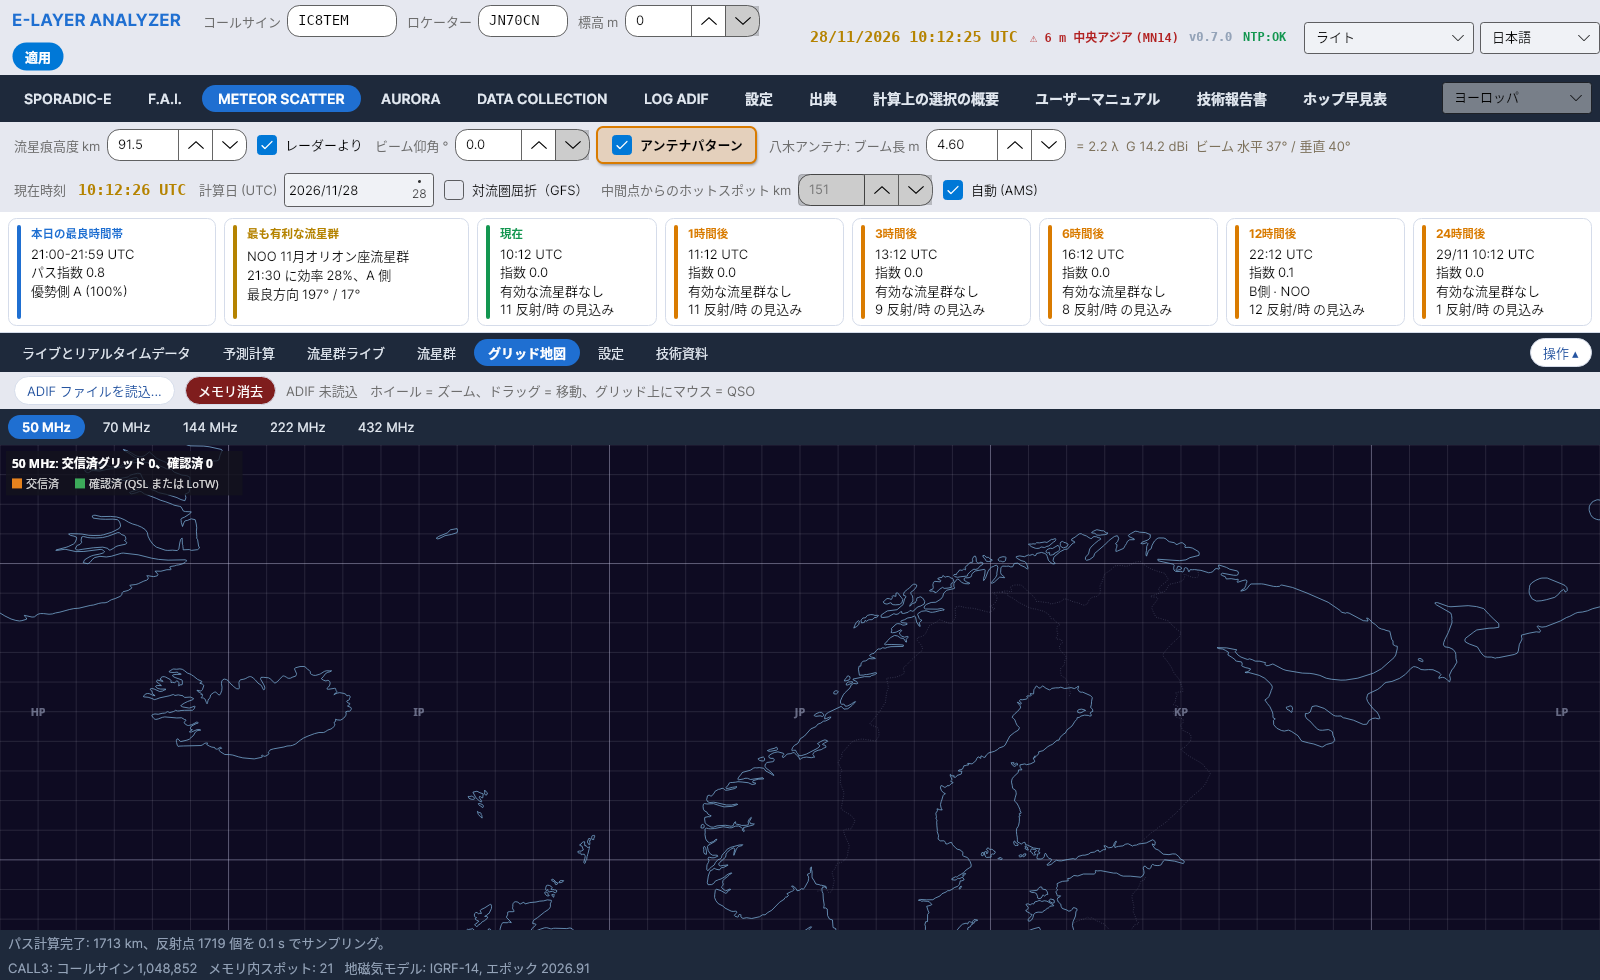 E-LAYER ANALYZER コールサイン IC8TEM ロケーター JN70CN 標高 m 0
28/11/2026 10:12:25 UTC ⚠ 6 m 中央アジア (MN14) v0.7.0 NTP:OK ライト 日本語
適用
SPORADIC-E F.A.I. METEOR SCATTER AURORA DATA COLLECTION LOG ADIF 設定 出典 計算上の選択の概要 ユーザーマニュアル 技術報告書 ホップ早見表 ヨーロッパ
流星痕高度 km 91.5 レーダーより ビーム仰角 ° 0.0 アンテナパターン 八木アンテナ: ブーム長 m 4.60 = 2.2 λ G 14.2 dBi ビーム 水平 37° / 垂直 40°
現在時刻 10:12:26 UTC 計算日 (UTC) 2026/11/28 28 対流圏屈折（GFS） 中間点からのホットスポット km 151 自動 (AMS)
本日の最良時間帯
21:00-21:59 UTC
パス指数 0.8
優勢側 A (100%)
最も有利な流星群
NOO 11月オリオン座流星群
21:30 に効率 28%、A 側
最良方向 197° / 17°
現在
10:12 UTC
指数 0.0
有効な流星群なし
11 反射/時 の見込み
1時間後
11:12 UTC
指数 0.0
有効な流星群なし
11 反射/時 の見込み
3時間後
13:12 UTC
指数 0.0
有効な流星群なし
9 反射/時 の見込み
6時間後
16:12 UTC
指数 0.0
有効な流星群なし
8 反射/時 の見込み
12時間後
22:12 UTC
指数 0.1
B側 · NOO
12 反射/時 の見込み
24時間後
29/11 10:12 UTC
指数 0.0
有効な流星群なし
1 反射/時 の見込み
ライブとリアルタイムデータ 予測計算 流星群ライブ 流星群 グリッド地図 設定 技術資料 操作 ▴
ADIF ファイルを読込... メモリ消去 ADIF 未読込 ホイール = ズーム、ドラッグ = 移動、グリッド上にマウス = QSO
50 MHz 70 MHz 144 MHz 222 MHz 432 MHz
50 MHz: 交信済グリッド 0、確認済 0
交信済 確認済 (QSL または LoTW)
HP IP JP KP LP
パス計算完了: 1713 km、反射点 1719 個を 0.1 s でサンプリング。
CALL3: コールサイン 1,048,852 メモリ内スポット: 21 地磁気モデル: IGRF-14, エポック 2026.91